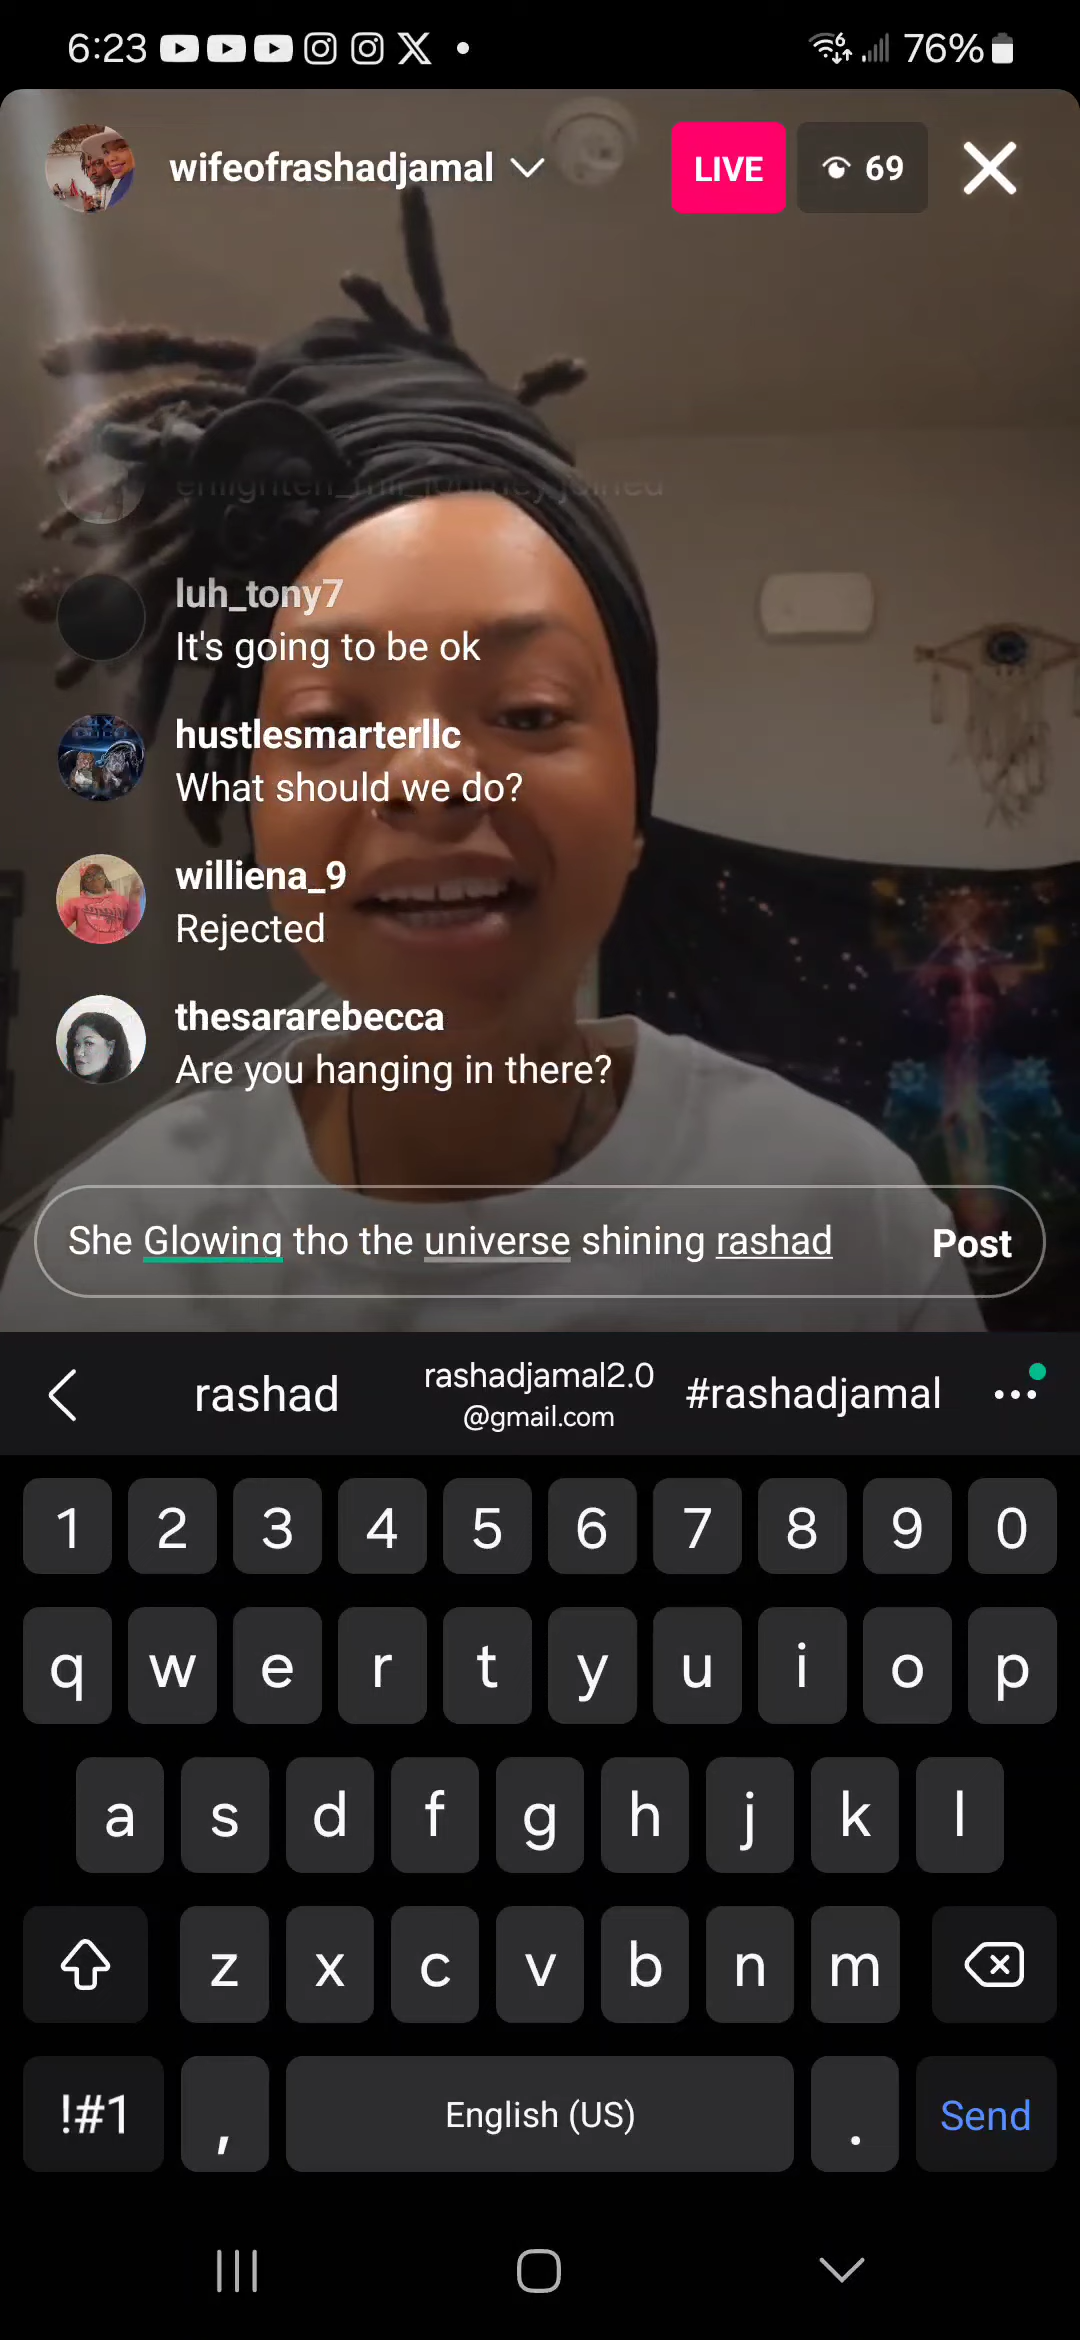 6:23
76%
wifeofrashadjamal
LIVE
69
enlighten_mii_journey joined
luh_tony7
It's going to be ok
hustlesmarterllc
What should we do?
williena_9
Rejected
thesararebecca
Are you hanging in there?
She Glowing tho the universe shining rashad
Post
rashad
rashadjamal2.0
@gmail.com
#rashadjamal
1 2 3 4 5 6 7 8 9 0
q w e r t y u i o p
a s d f g h j k l
z x c v b n m
!#1 , English (US) . Send